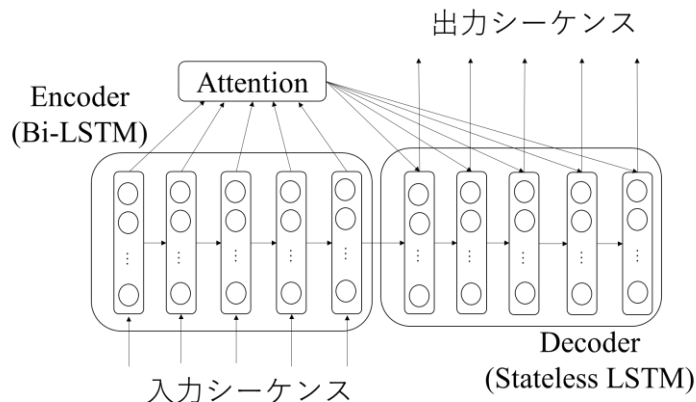 出力シーケンス
Attention
Encoder
(Bi-LSTM)
Decoder
(Stateless LSTM)
入力シーケンス